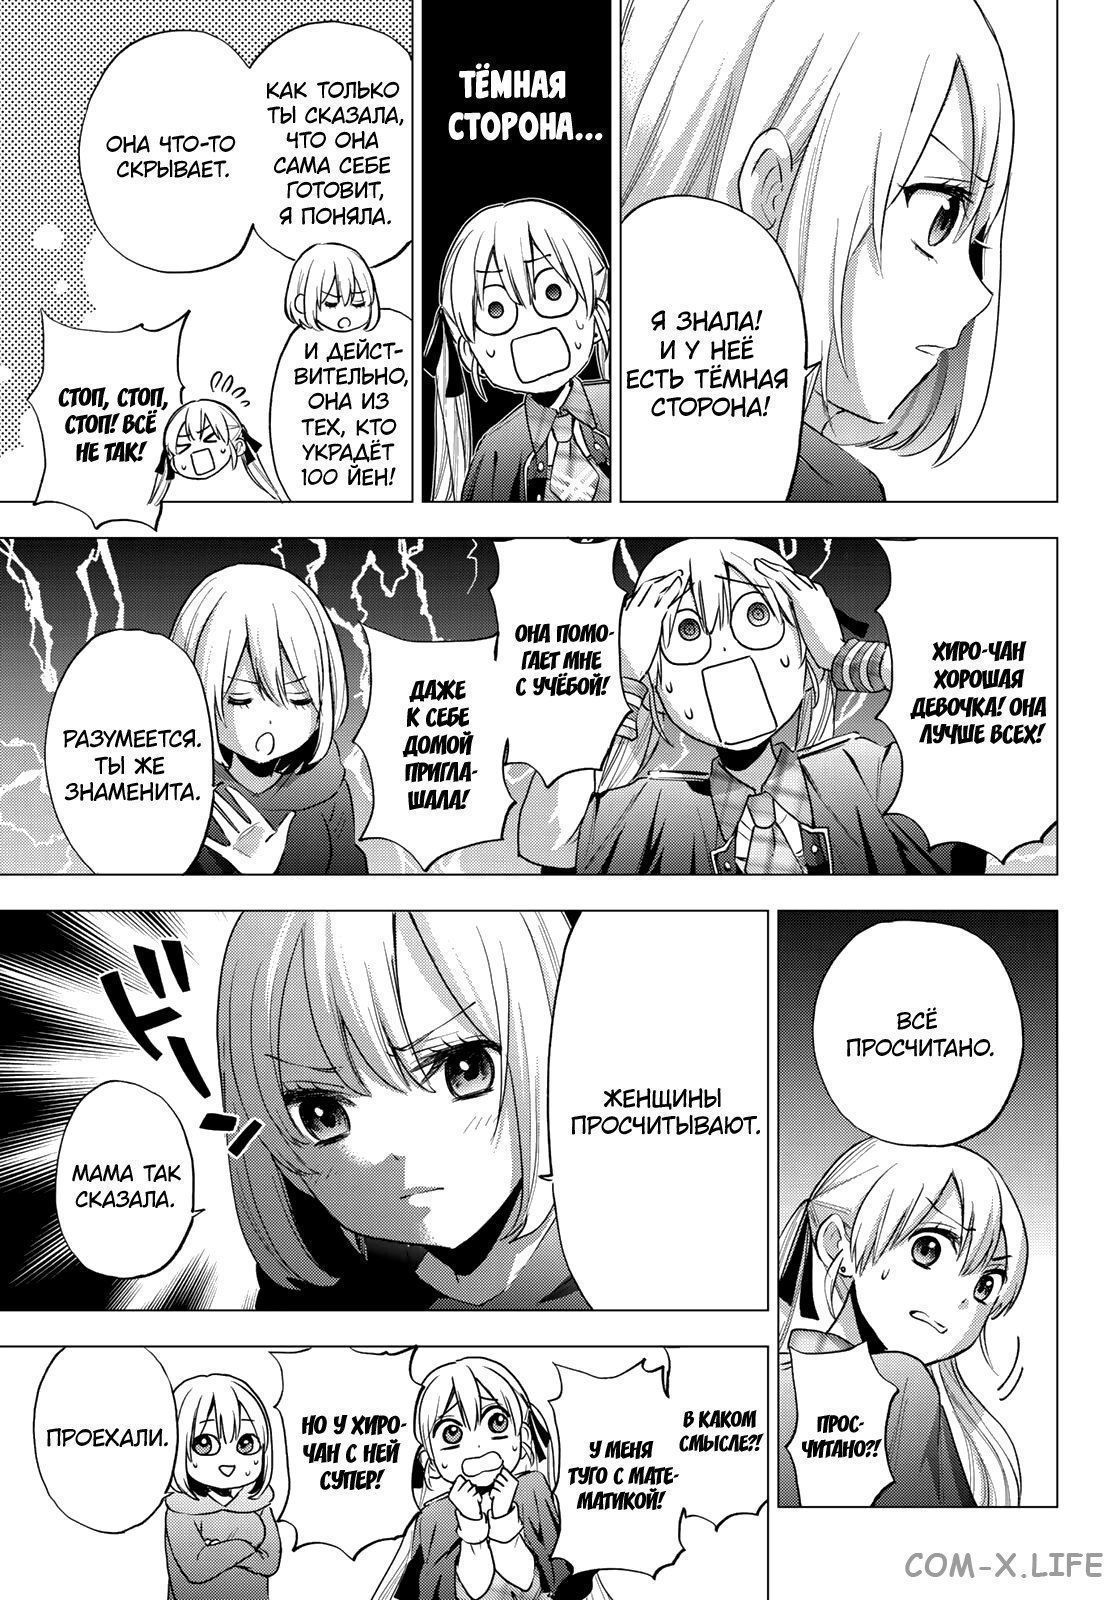 Я ЗНАЛА!
И У НЕЁ
ЕСТЬ ТЁМНАЯ
СТОРОНА!
ТЁМНАЯ
СТОРОНА...
КАК ТОЛЬКО
ТЫ СКАЗАЛА,
ЧТО ОНА
САМА СЕБЕ
ГОТОВИТ,
Я ПОНЯЛА.
ОНА ЧТО-ТО
СКРЫВАЕТ.
И ДЕЙСТ-
ВИТЕЛЬНО,
ОНА ИЗ
ТЕХ, КТО
УКРАДЁТ
100 ЙЕН!
СТОП, СТОП,
СТОП! ВСЁ
НЕ ТАК!
ХИРО-ЧАН
ХОРОШАЯ
ДЕВОЧКА! ОНА
ЛУЧШЕ ВСЕХ!
ОНА ПОМО-
ГАЕТ МНЕ
С УЧЁБОЙ!
ДАЖЕ
К СЕБЕ
ДОМОЙ
ПРИГЛА-
ШАЛА!
РАЗУМЕЕТСЯ.
ТЫ ЖЕ
ЗНАМЕНИТА.
ВСЁ
ПРОСЧИТАНО.
ПРОС-
ЧИТАНО?!
ЖЕНЩИНЫ
ПРОСЧИТЫВАЮТ.
ドン
МАМА ТАК
СКАЗАЛА.
В КАКОМ
СМЫСЛЕ?!
У МЕНЯ
ТУГО С МАТЕ-
МАТИКОЙ!
НО У ХИРО-
ЧАН С НЕЙ
СУПЕР!
ПРОЕХАЛИ.
COM-X.LIFE